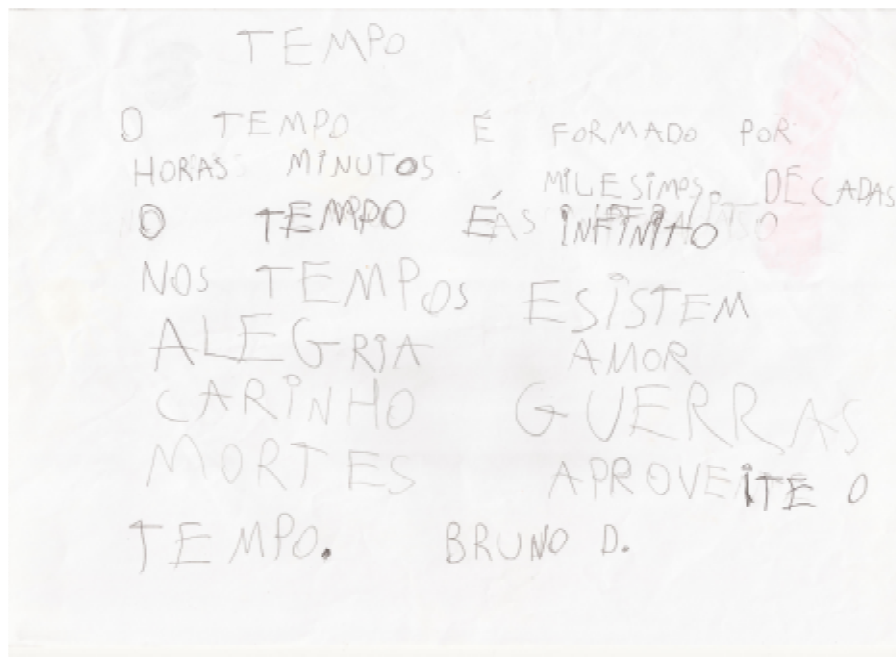 TEMPO
O TEMPO É FORMADO POR
HORAS MINUTOS MILESIMOS DECADAS
O TEMPO É INFINITO
NOS TEMPOS ESISTEM
ALEGRIA AMOR
CARINHO GUERRAS
MORTES APROVEITE O
TEMPO. BRUNO D.